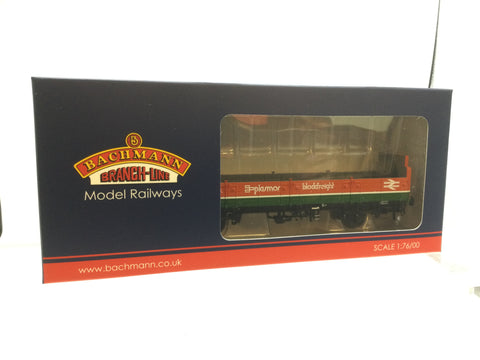 BACHMANN
BRANCH-LINE
Model Railways
plasmor blockfreight
www.bachmann.co.uk
SCALE 1:76/00